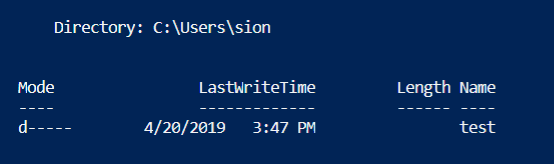 Directory: C:\Users\sion
Mode LastWriteTime Length Name
---- ------------- ------ ----
d----- 4/20/2019 3:47 PM test